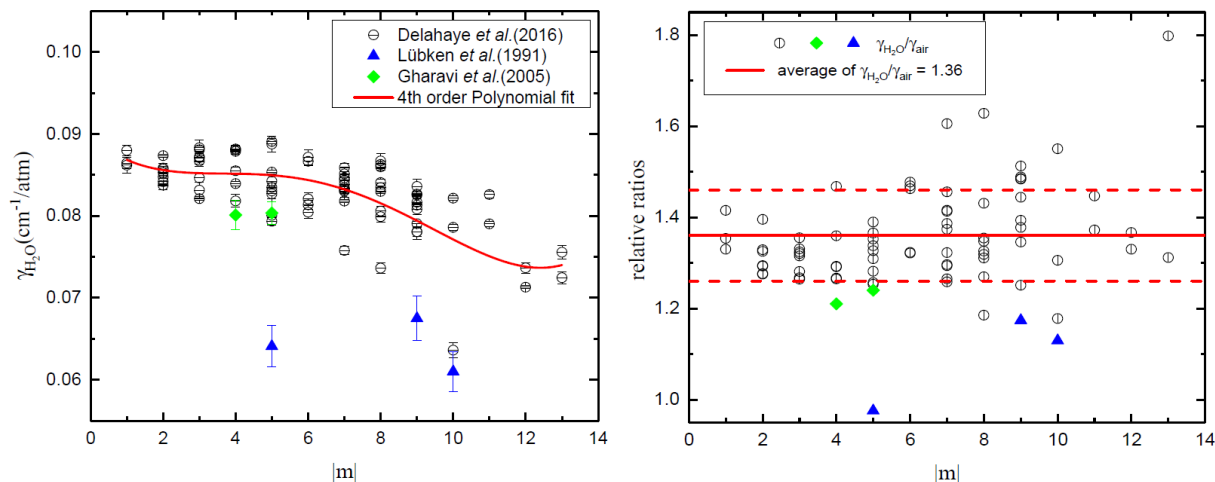 0.10
0.09
0.08
0.07
0.06
γH₂O(cm⁻¹/atm)
Delahaye et al.(2016)
Lübken et al.(1991)
Gharavi et al.(2005)
4th order Polynomial fit
0 2 4 6 8 10 12 14
|m|
1.8
1.6
1.4
1.2
1.0
relative ratios
γH₂O/γair
average of γH₂O/γair = 1.36
0 2 4 6 8 10 12 14
|m|